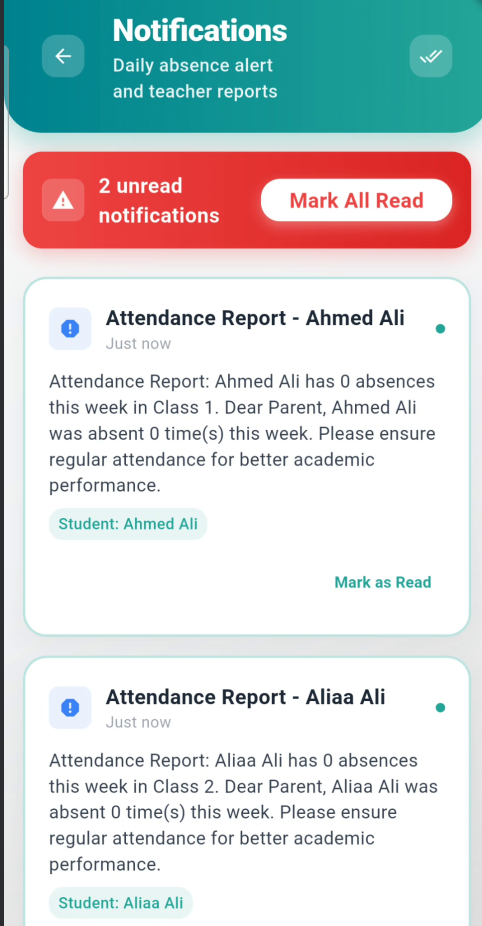 Notifications
Daily absence alert
and teacher reports
2 unread
notifications
Mark All Read
Attendance Report - Ahmed Ali
Just now
Attendance Report: Ahmed Ali has 0 absences
this week in Class 1. Dear Parent, Ahmed Ali
was absent 0 time(s) this week. Please ensure
regular attendance for better academic
performance.
Student: Ahmed Ali
Mark as Read
Attendance Report - Aliaa Ali
Just now
Attendance Report: Aliaa Ali has 0 absences
this week in Class 2. Dear Parent, Aliaa Ali was
absent 0 time(s) this week. Please ensure
regular attendance for better academic
performance.
Student: Aliaa Ali